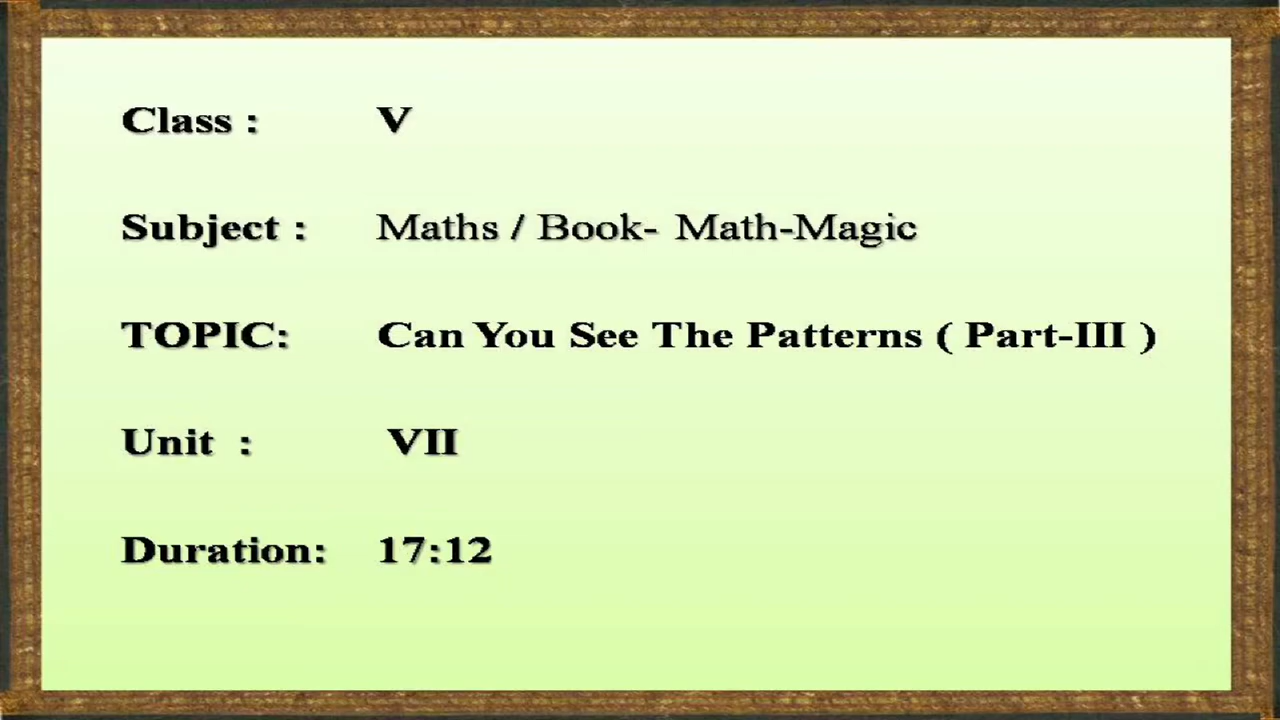 Class : V
Subject : Maths / Book- Math-Magic
TOPIC: Can You See The Patterns ( Part-III )
Unit : VII
Duration: 17:12